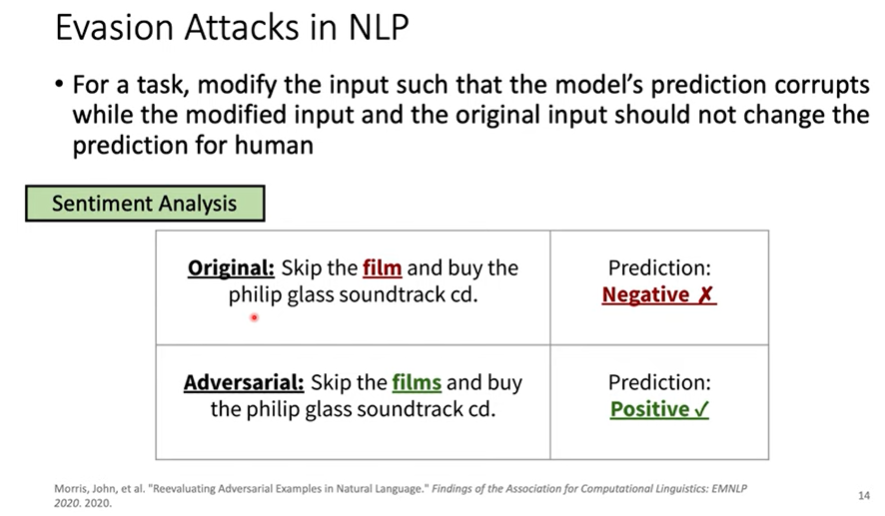 Evasion Attacks in NLP
• For a task, modify the input such that the model's prediction corrupts
while the modified input and the original input should not change the
prediction for human
Sentiment Analysis
Original: Skip the film and buy the
philip glass soundtrack cd.
Prediction:
Negative ✗
Adversarial: Skip the films and buy
the philip glass soundtrack cd.
Prediction:
Positive ✓
Morris, John, et al. "Reevaluating Adversarial Examples in Natural Language." Findings of the Association for Computational Linguistics: EMNLP
2020. 2020.
14